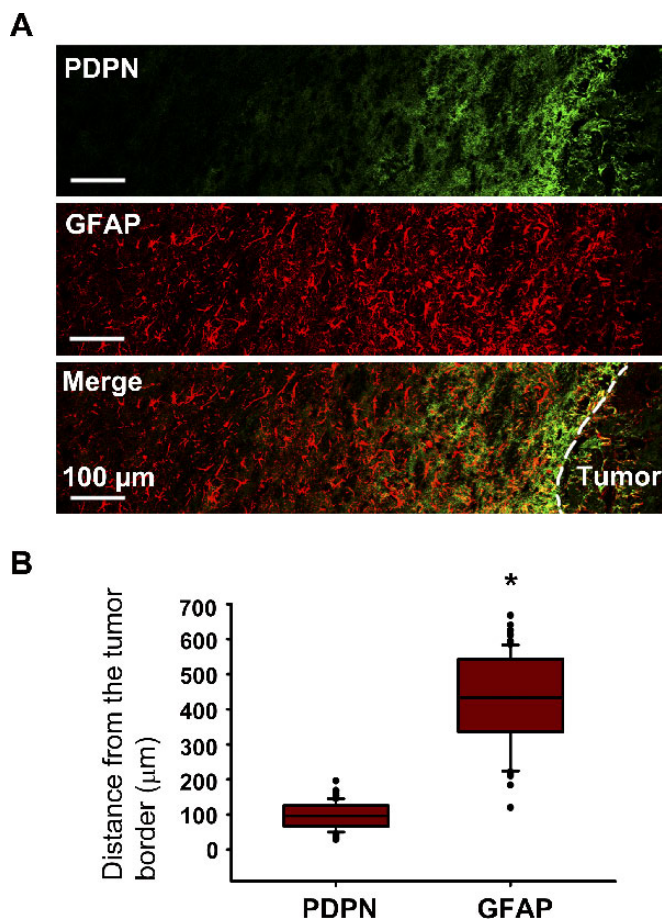 A
PDPN
GFAP
Merge
100 μm
Tumor
B
*
Distance from the tumor
border (μm)
700
600
500
400
300
200
100
0
PDPN
GFAP